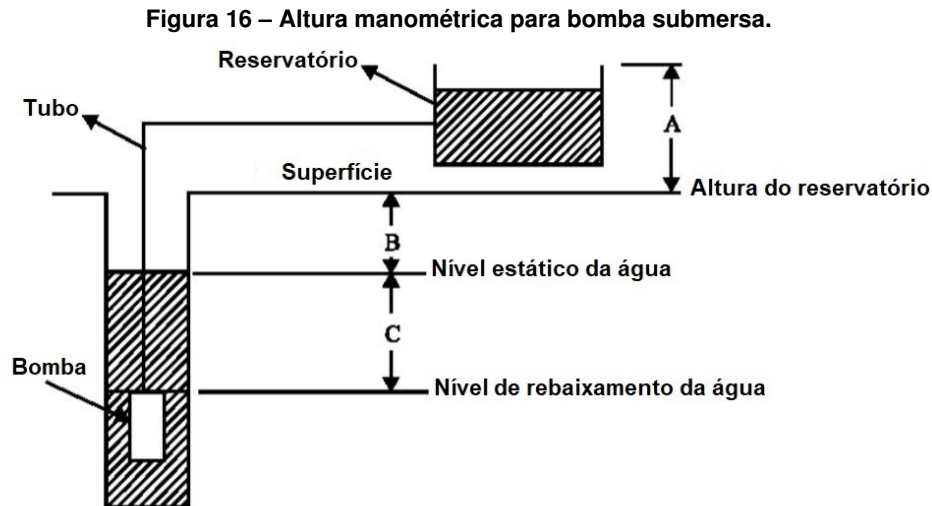 Figura 16 – Altura manométrica para bomba submersa.
Reservatório
Tubo
A
Superfície
Altura do reservatório
B
Nível estático da água
C
Bomba
Nível de rebaixamento da água